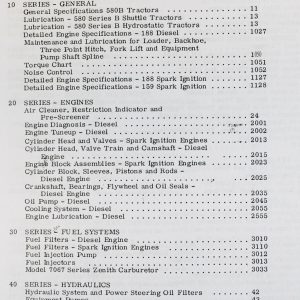 10 SERIES - GENERAL
General Specifications 580B Tractors 11
Lubrication - 580 Series B Shuttle Tractors 13
Lubrication - 580 Series B Hydrostatic Tractors 13
Detailed Engine Specifications - 188 Diesel 1027
Maintenance and Lubrication for Loader, Backhoe,
Three Point Hitch, Fork Lift and Equipment
Pump Shaft Spline
Torque Chart 1051
Noise Control 1052
Detailed Engine Specifications - 188 Spark Ignition 1127
Detailed Engine Specifications - 159 Spark Ignition 1128
20 SERIES - ENGINES
Air Cleaner, Restriction Indicator and
Pre-Screener 24
Engine Diagnosis - Diesel 2001
Engine Tuneup - Diesel 2002
Cylinder Head and Valves - Spark Ignition Engines 2013
Cylinder Head, Valve Train and Camshaft - Diesel
Engine 2015
Engine Block Assemblies - Spark Ignition Engines 2023
Cylinder Block, Sleeves, Pistons and Rods -
Diesel Engine 2025
Crankshaft, Bearings, Flywheel and Oil Seals -
Diesel Engine 2035
Oil Pump - Diesel 2045
Cooling System - Diesel 2055
Engine Lubrication - Diesel 2555
30 SERIES - FUEL SYSTEMS
Fuel Filters - Diesel Engine 3010
Fuel Filters - Spark Ignition Engines 3110
Fuel Injection Pump 3012
Fuel Injectors 3013
Model 7067 Series Zenith Carburetor 3033
40 SERIES - HYDRAULICS
Hydraulic System and Power Steering Oil Filters 42
Equipment Pumps